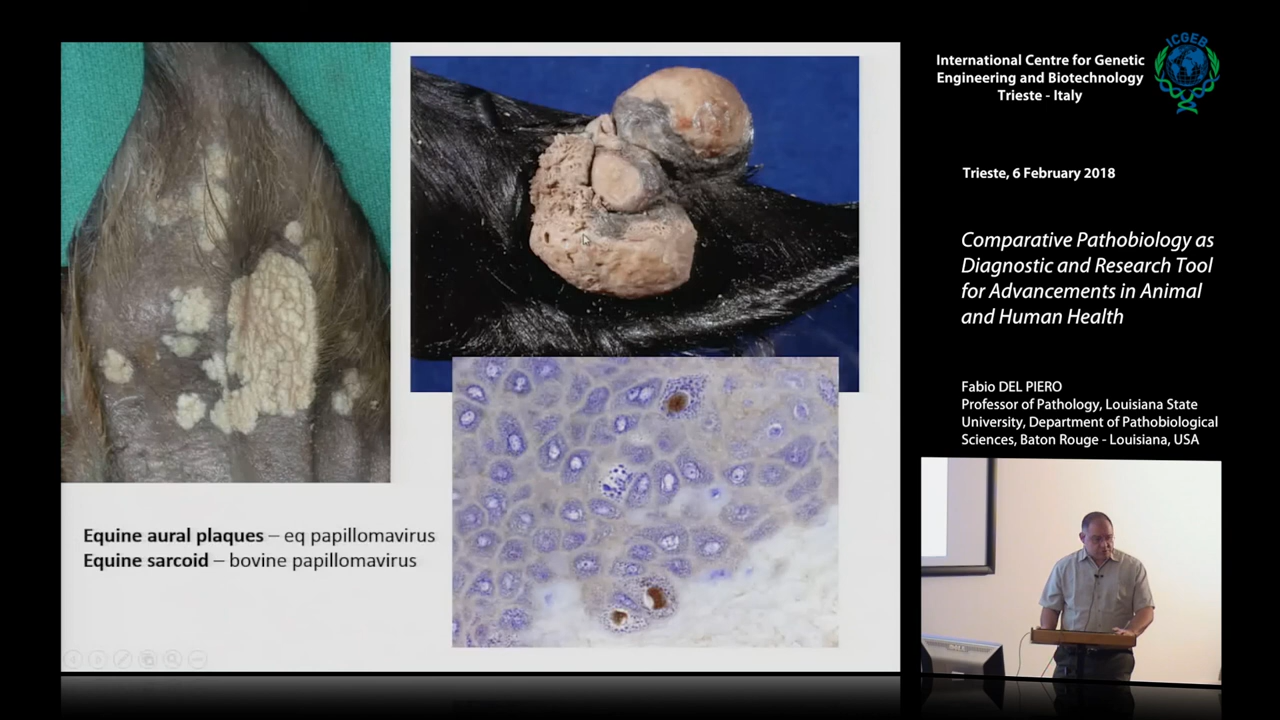 Equine aural plaques – eq papillomavirus
Equine sarcoid – bovine papillomavirus
International Centre for Genetic
Engineering and Biotechnology
Trieste - Italy
ICGEB
Trieste, 6 February 2018
Comparative Pathobiology as
Diagnostic and Research Tool
for Advancements in Animal
and Human Health
Fabio DEL PIERO
Professor of Pathology, Louisiana State
University, Department of Pathobiological
Sciences, Baton Rouge - Louisiana, USA
DELL